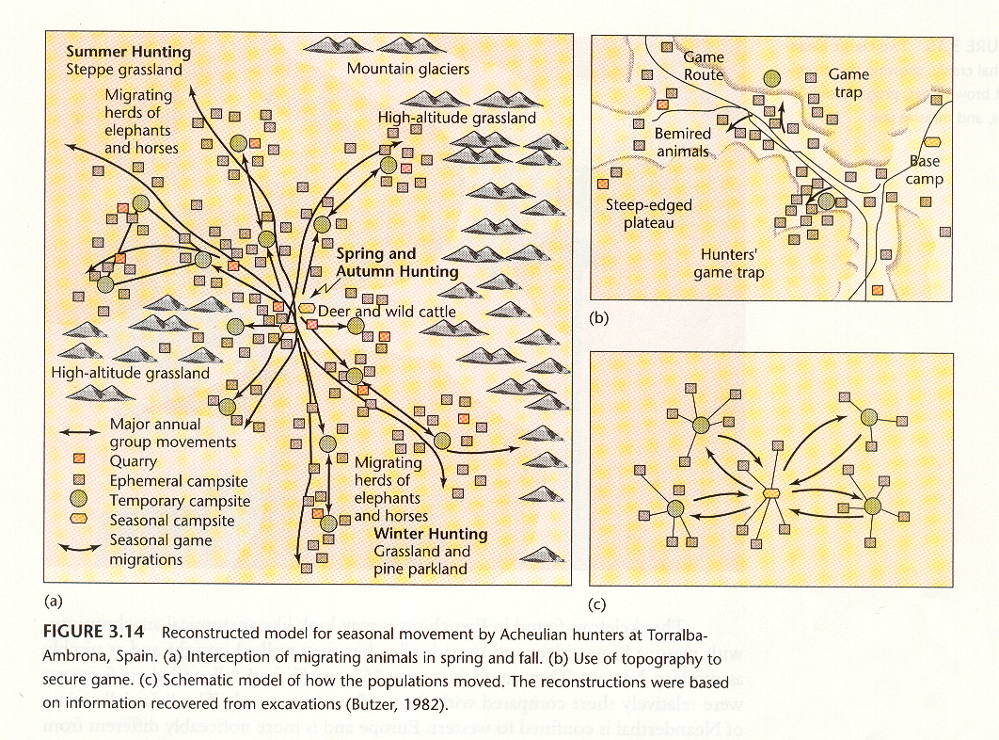 Summer Hunting
Steppe grassland
Migrating
herds of
elephants
and horses
Mountain glaciers
High-altitude grassland
Spring and
Autumn Hunting
Deer and wild cattle
High-altitude grassland
Major annual
group movements
Quarry
Ephemeral campsite
Temporary campsite
Seasonal campsite
Seasonal game
migrations
Migrating
herds of
elephants
and horses
Winter Hunting
Grassland and
pine parkland
(a)
Game
Route
Game
trap
Bemired
animals
Base
camp
Steep-edged
plateau
Hunters'
game trap
(b)
(c)
FIGURE 3.14 Reconstructed model for seasonal movement by Acheulian hunters at Torralba-
Ambrona, Spain. (a) Interception of migrating animals in spring and fall. (b) Use of topography to
secure game. (c) Schematic model of how the populations moved. The reconstructions were based
on information recovered from excavations (Butzer, 1982).